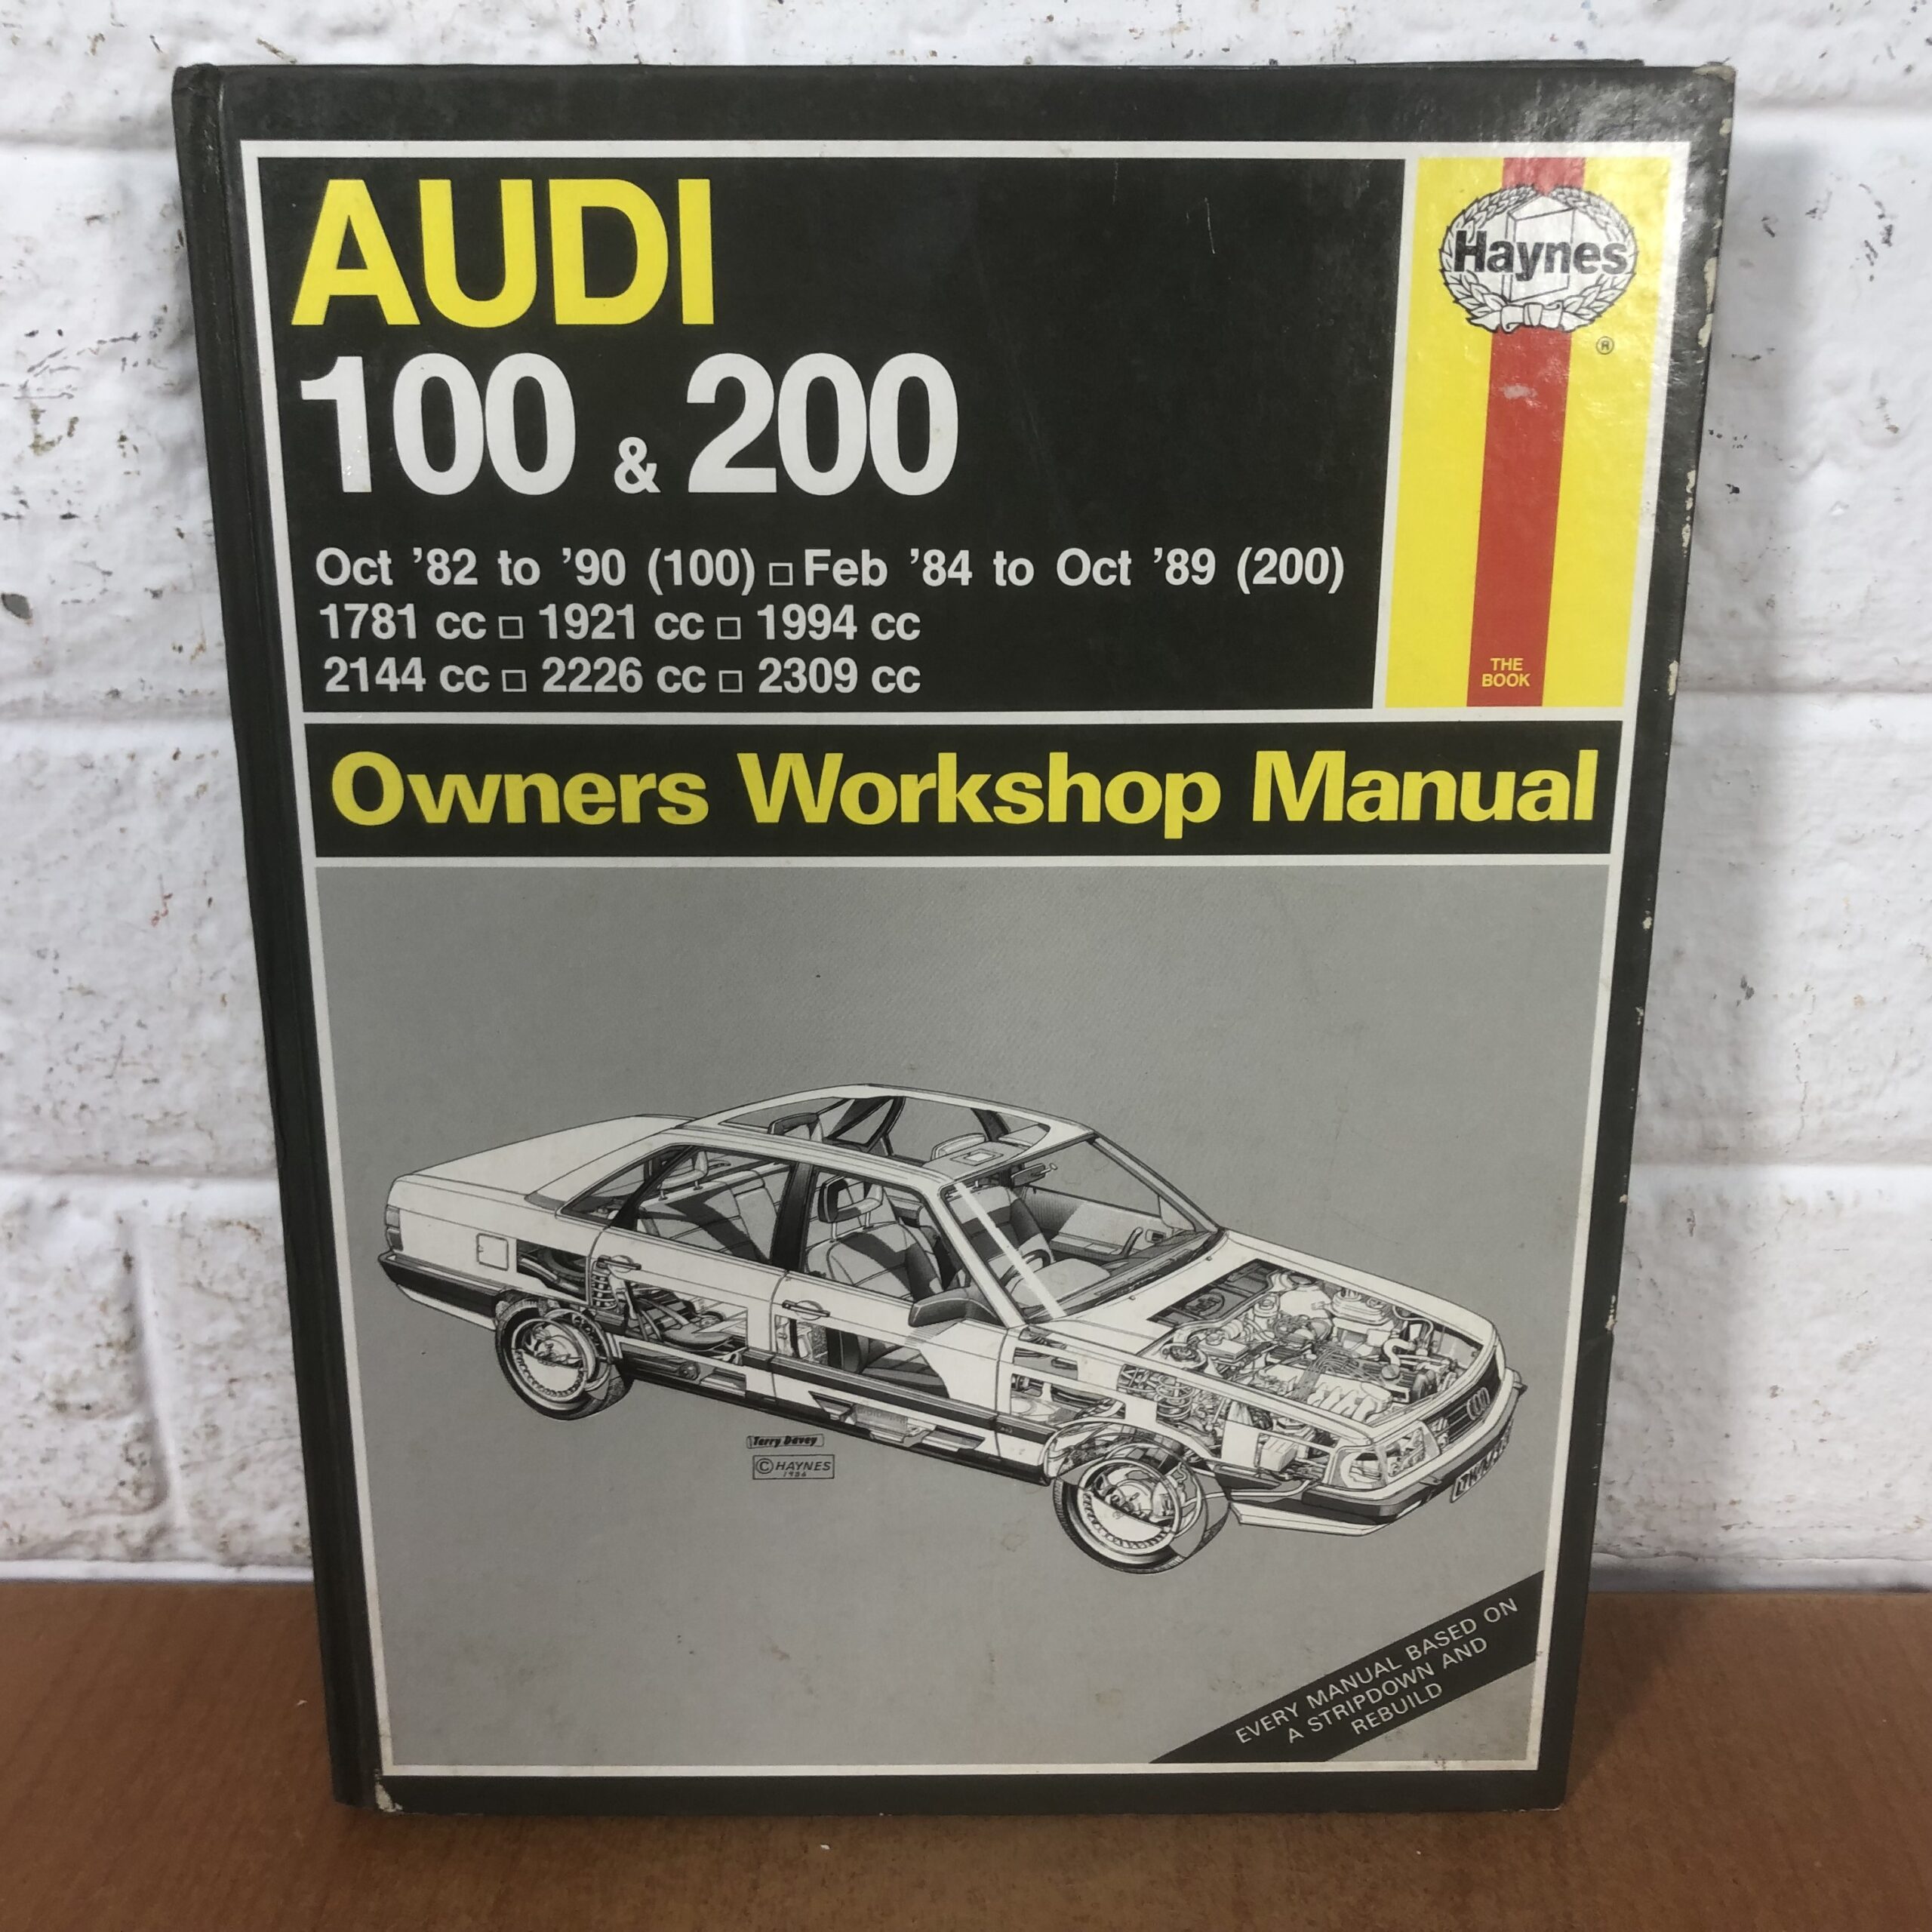 AUDI
100 & 200
Oct '82 to '90 (100) □ Feb '84 to Oct '89 (200)
1781 cc □ 1921 cc □ 1994 cc
2144 cc □ 2226 cc □ 2309 cc
Haynes
®
THE
BOOK
Owners Workshop Manual
Terry Davey
© HAYNES
1986
EVERY MANUAL BASED ON
A STRIPDOWN AND
REBUILD